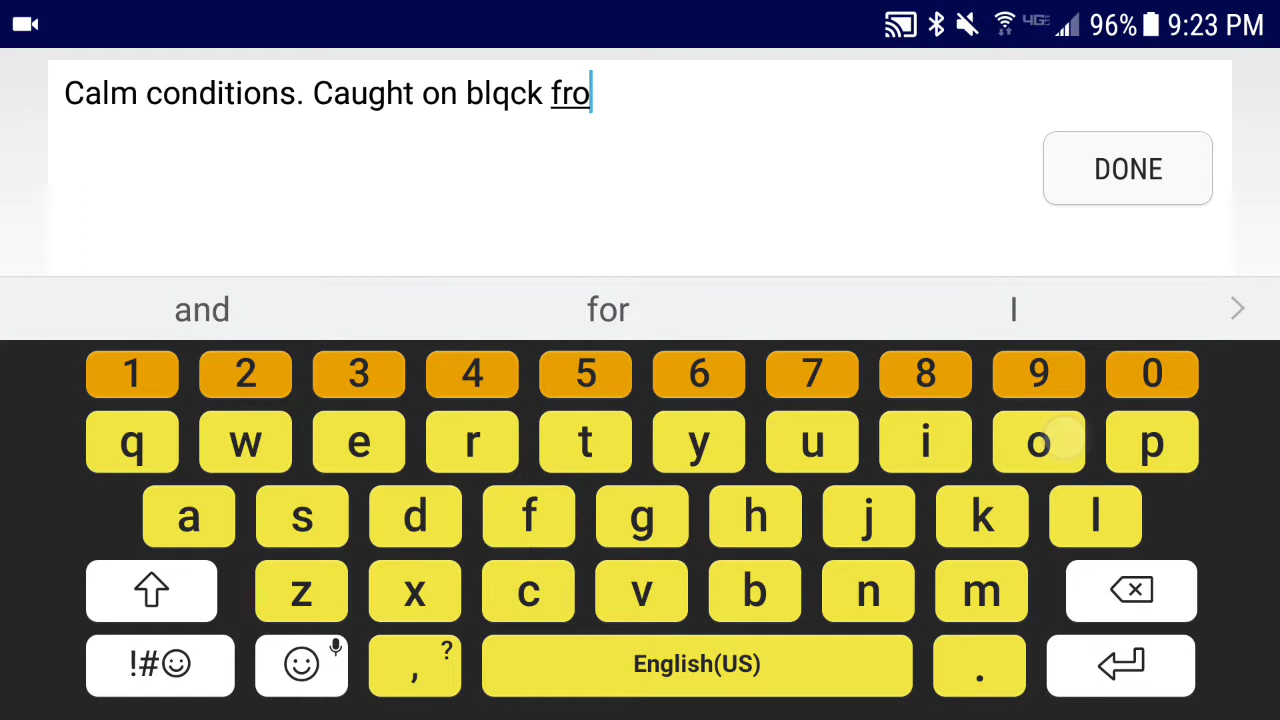 4GE 96% 9:23 PM
Calm conditions. Caught on blqck fro
DONE
and for I
1 2 3 4 5 6 7 8 9 0
q w e r t y u i o p
a s d f g h j k l
z x c v b n m
!#☺ , ? English(US) .